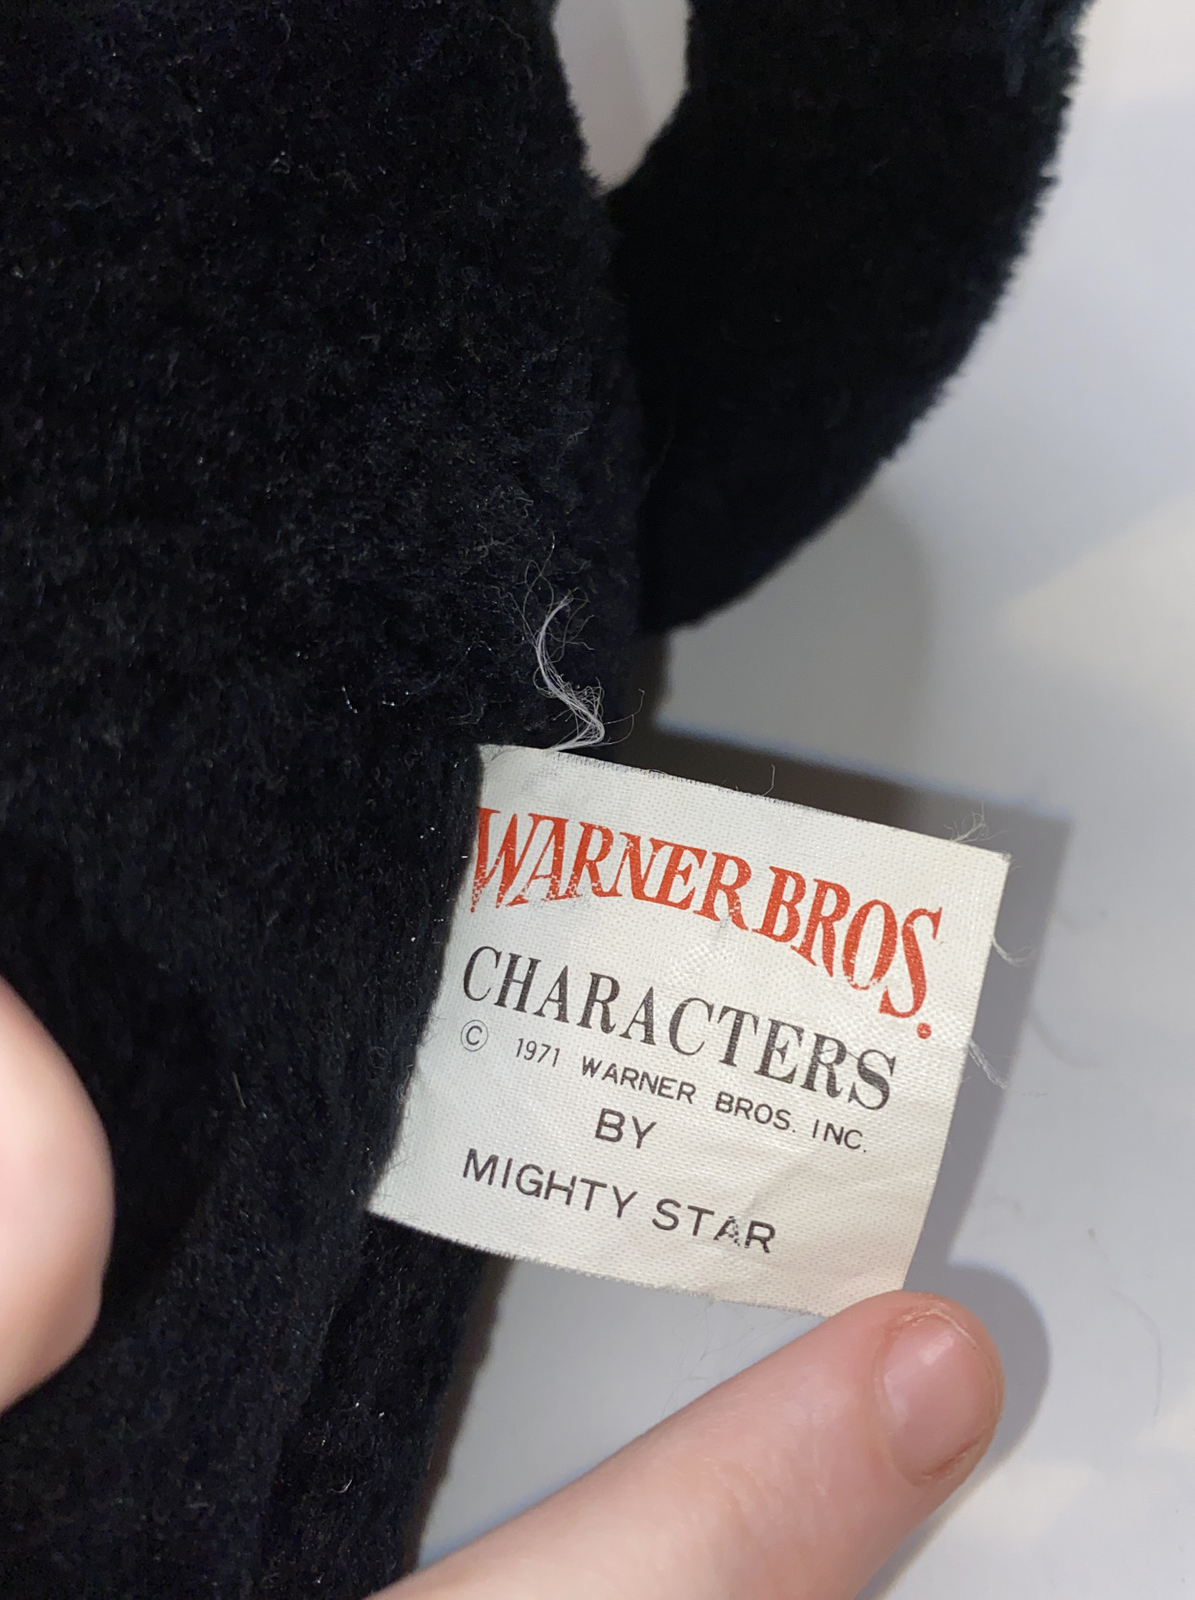 WARNER BROS.
CHARACTERS
© 1971 WARNER BROS. INC.
BY
MIGHTY STAR